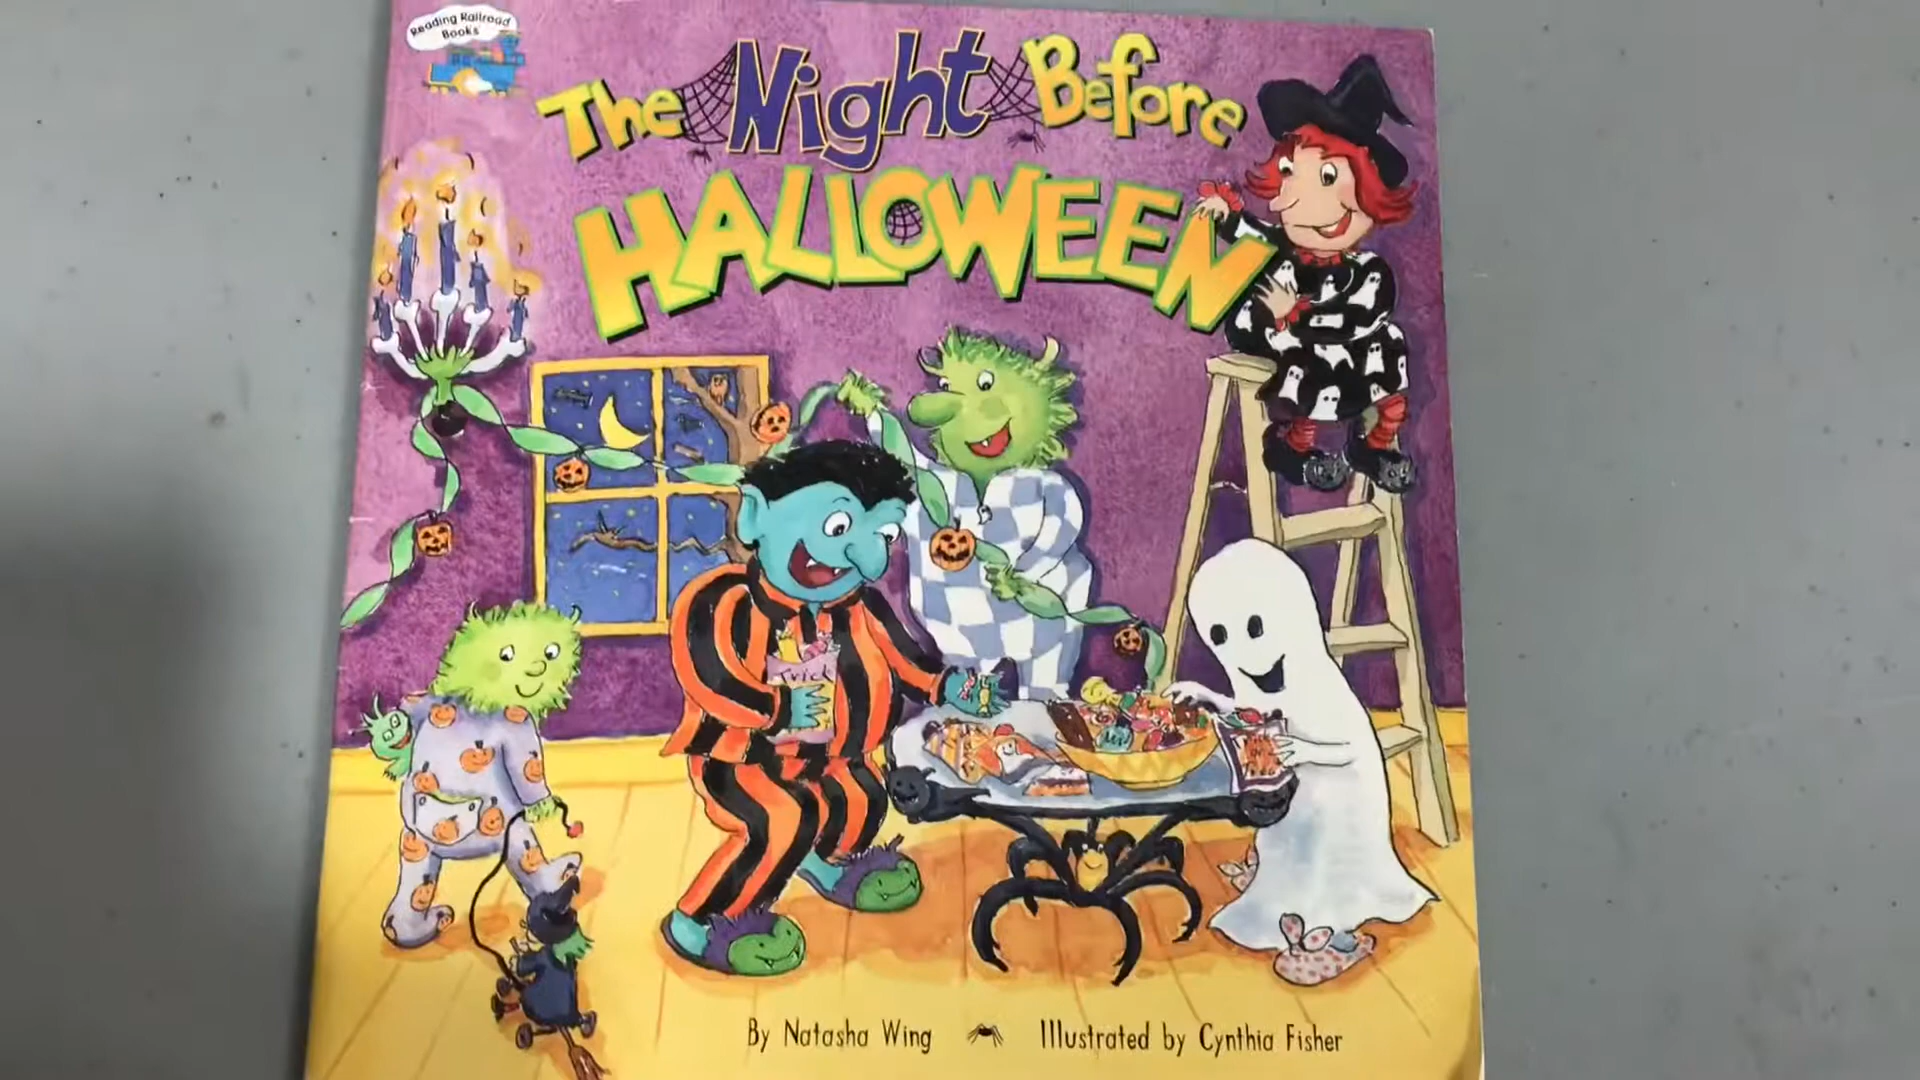 Reading Railroad
Books
The Night Before
HALLOWEEN
Trick
By Natasha Wing
Illustrated by Cynthia Fisher